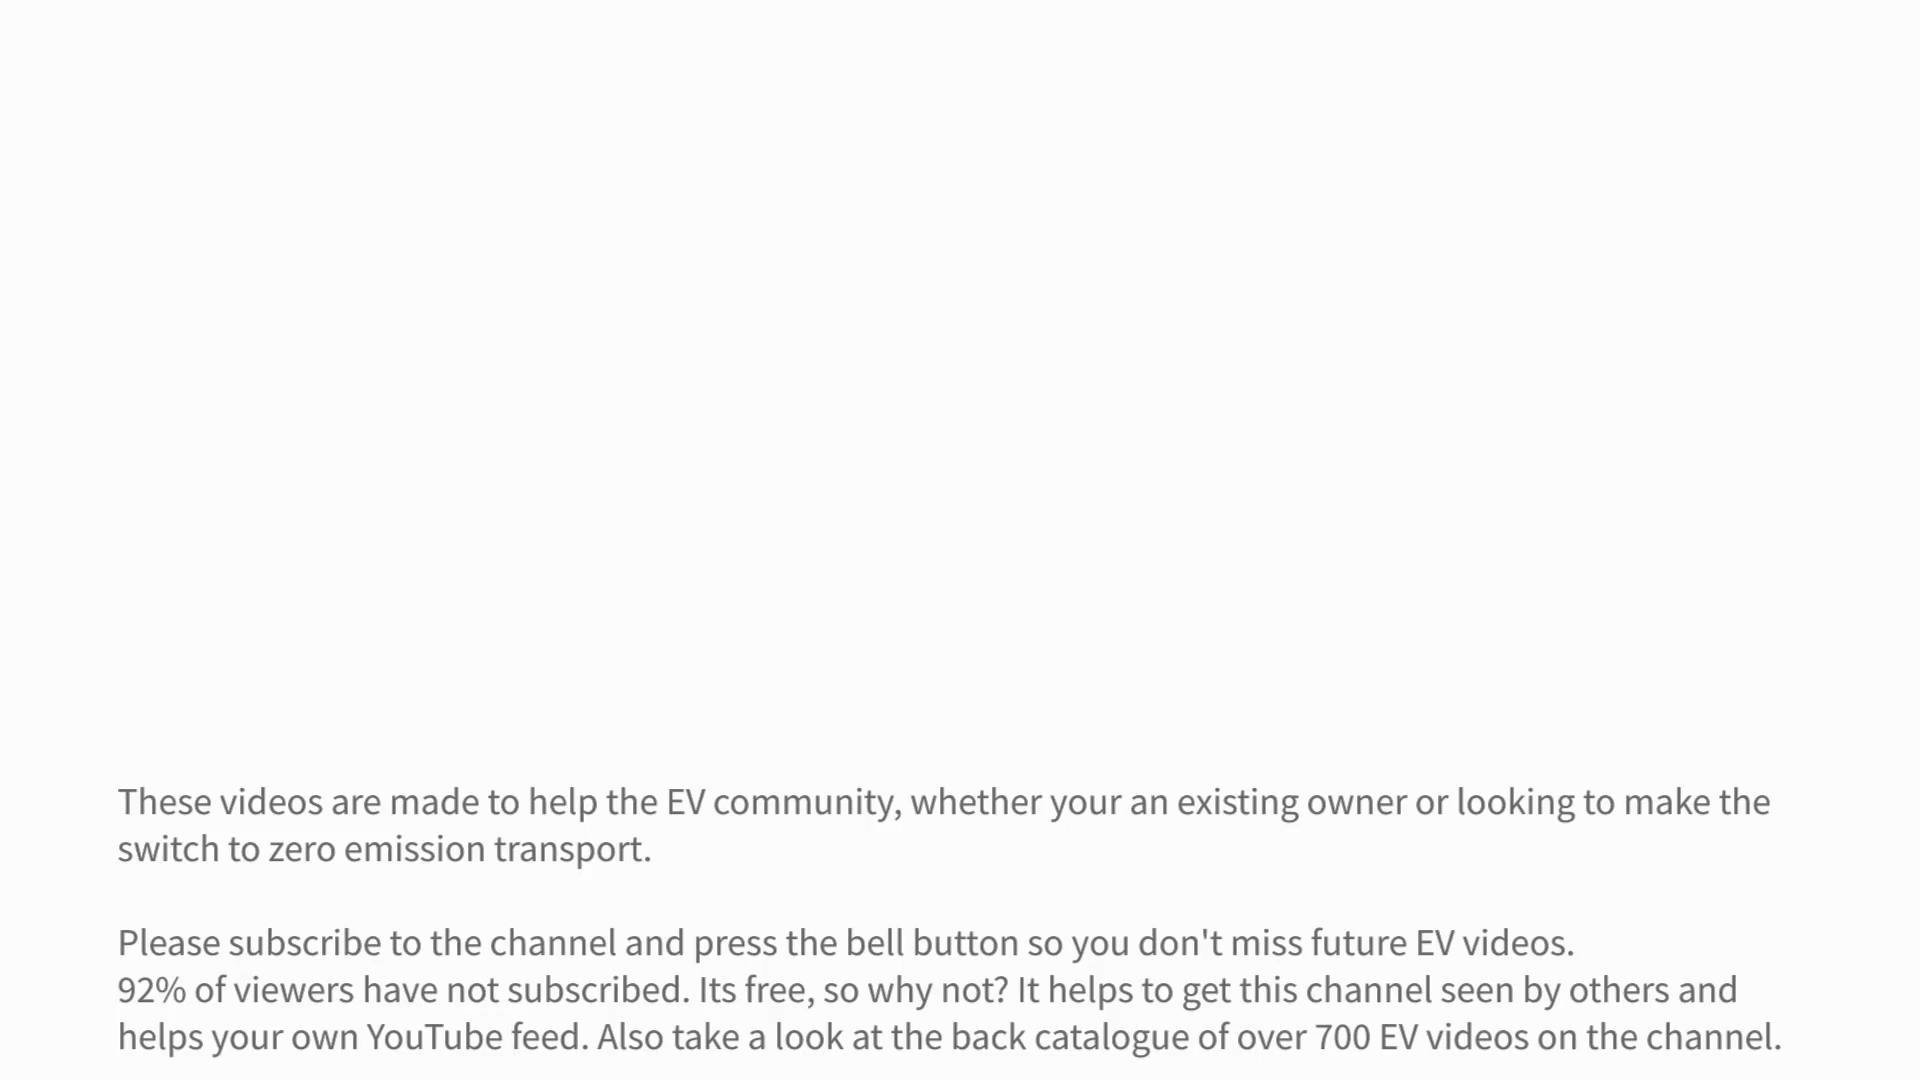 These videos are made to help the EV community, whether your an existing owner or looking to make the
switch to zero emission transport.
Please subscribe to the channel and press the bell button so you don't miss future EV videos.
92% of viewers have not subscribed. Its free, so why not? It helps to get this channel seen by others and
helps your own YouTube feed. Also take a look at the back catalogue of over 700 EV videos on the channel.